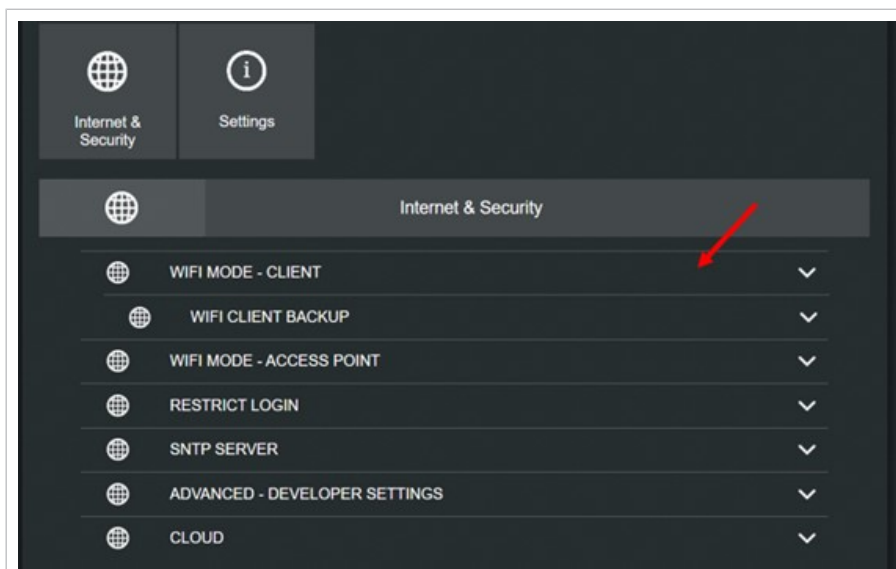 Internet &
Security
Settings
Internet & Security
WIFI MODE - CLIENT
WIFI CLIENT BACKUP
WIFI MODE - ACCESS POINT
RESTRICT LOGIN
SNTP SERVER
ADVANCED - DEVELOPER SETTINGS
CLOUD